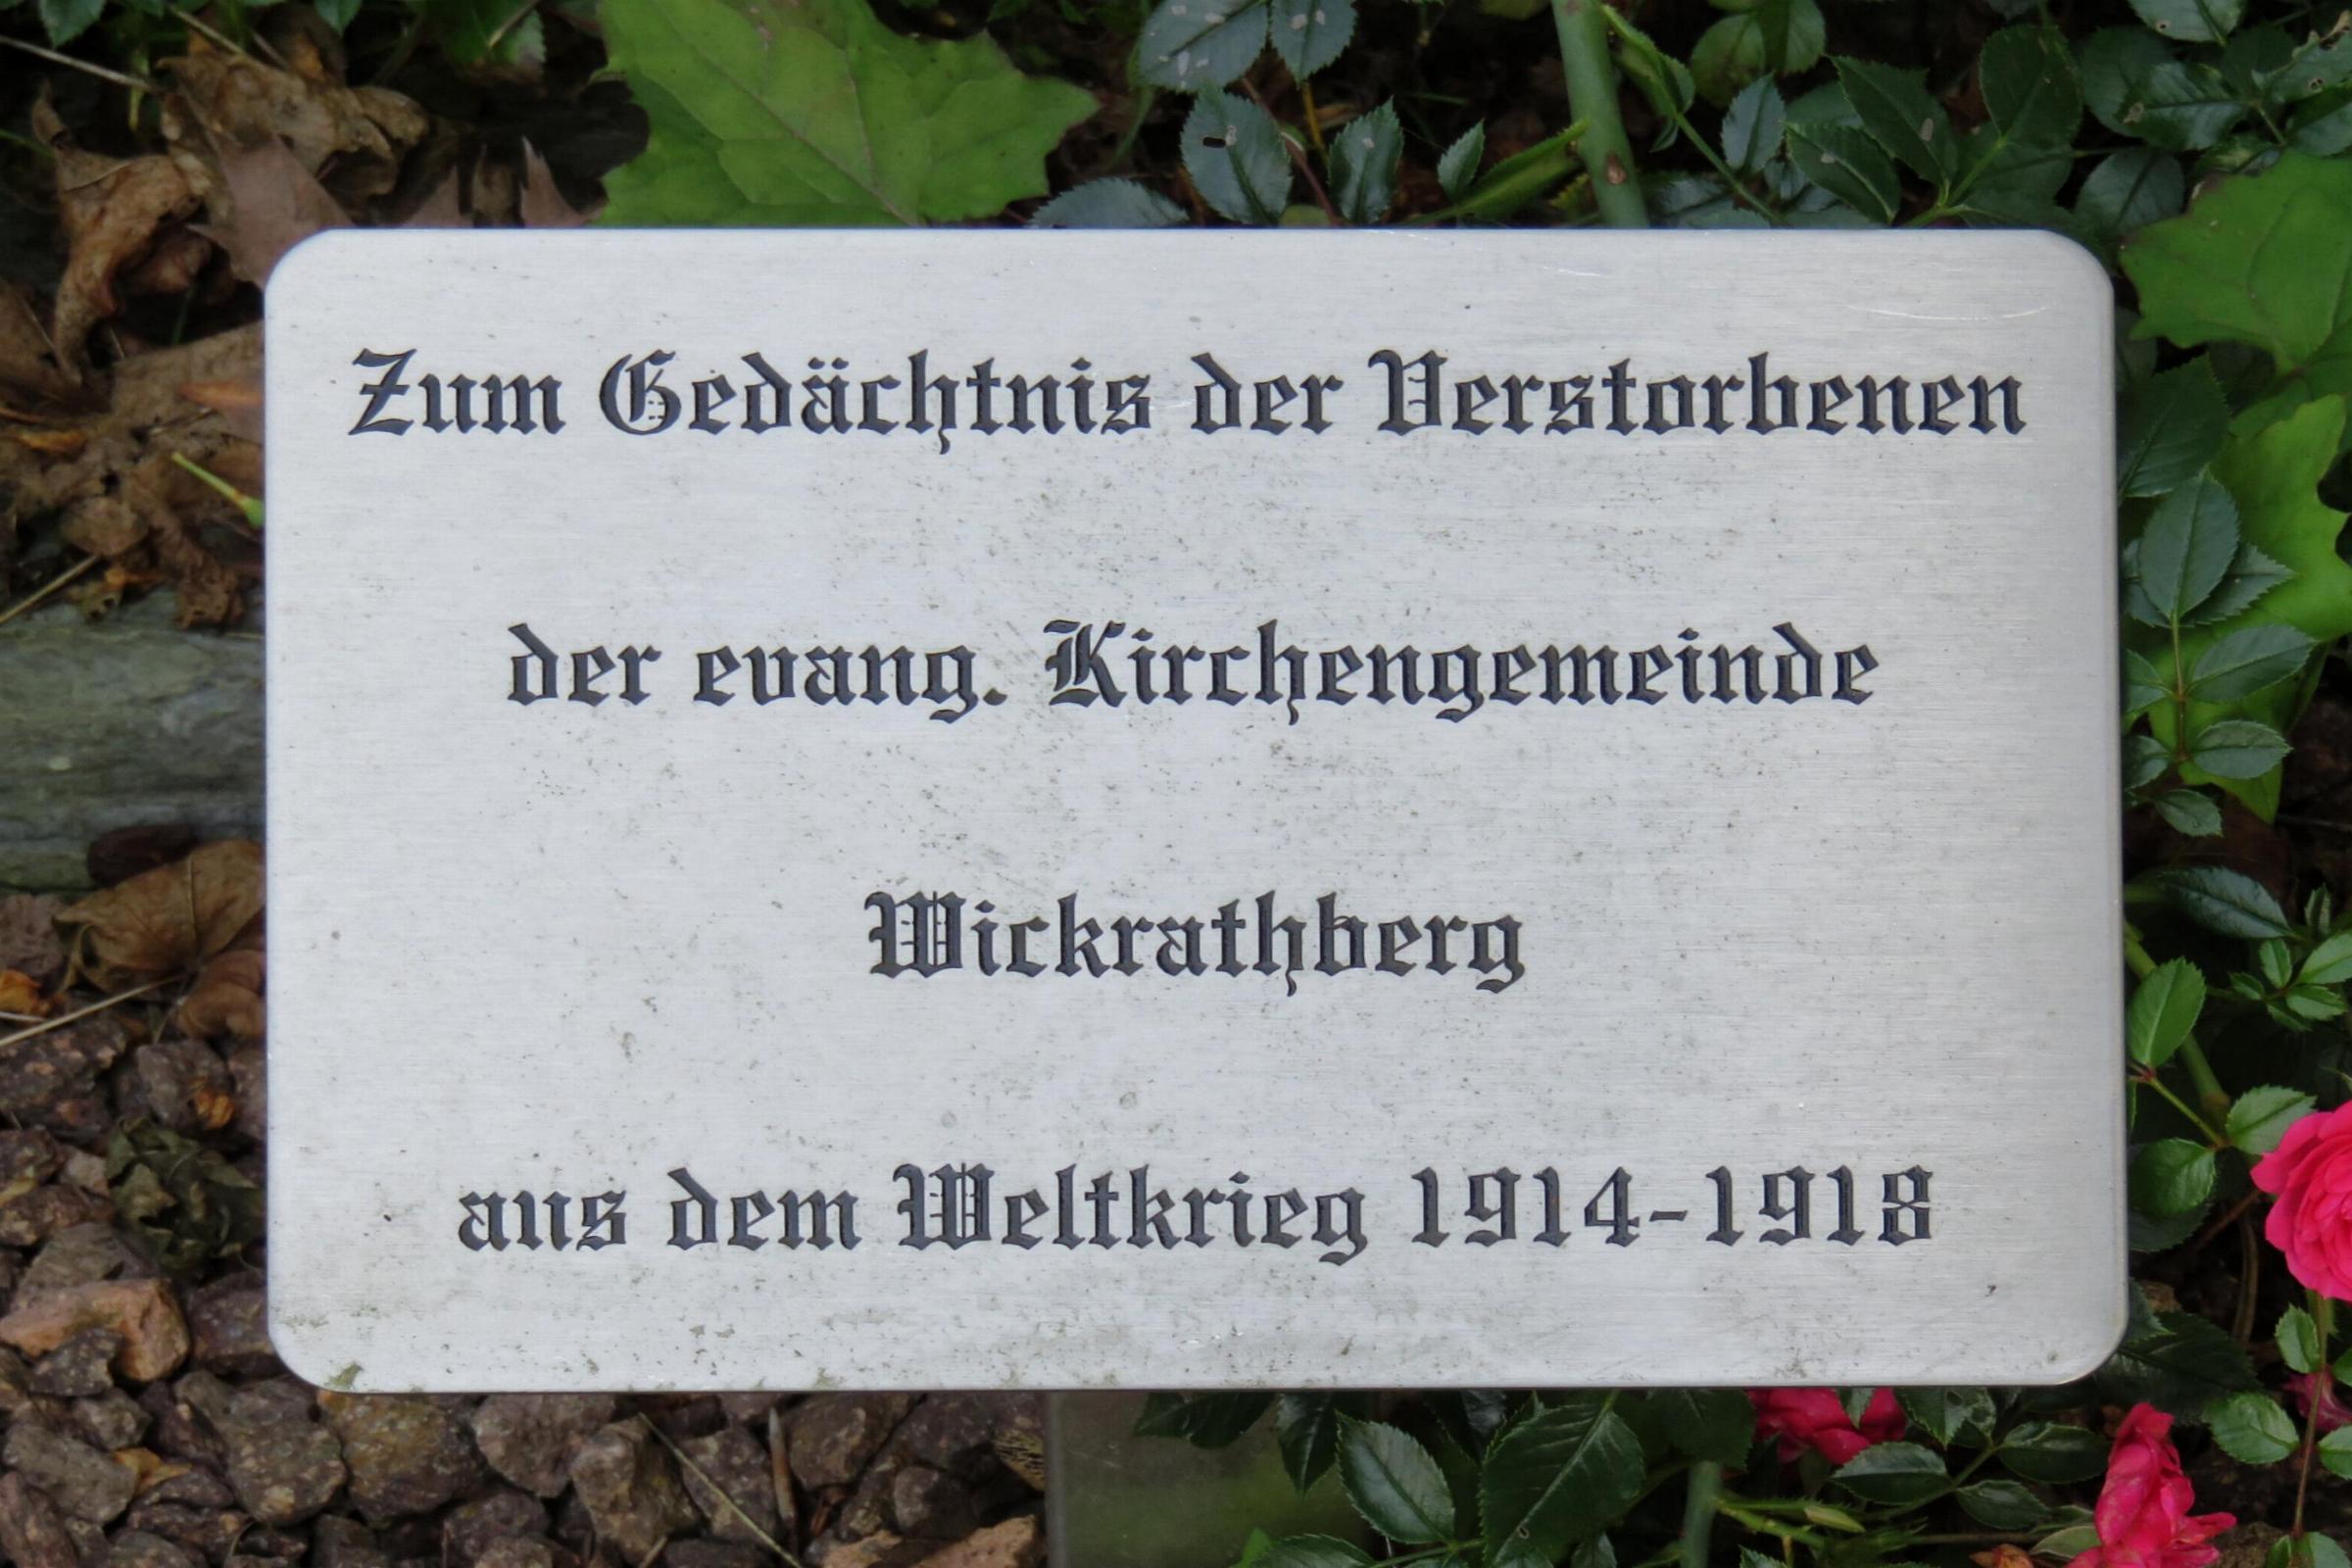 Zum Gedächtnis der Verstorbenen
der evang. Kirchengemeinde
Wickrathberg
aus dem Weltkrieg 1914-1918